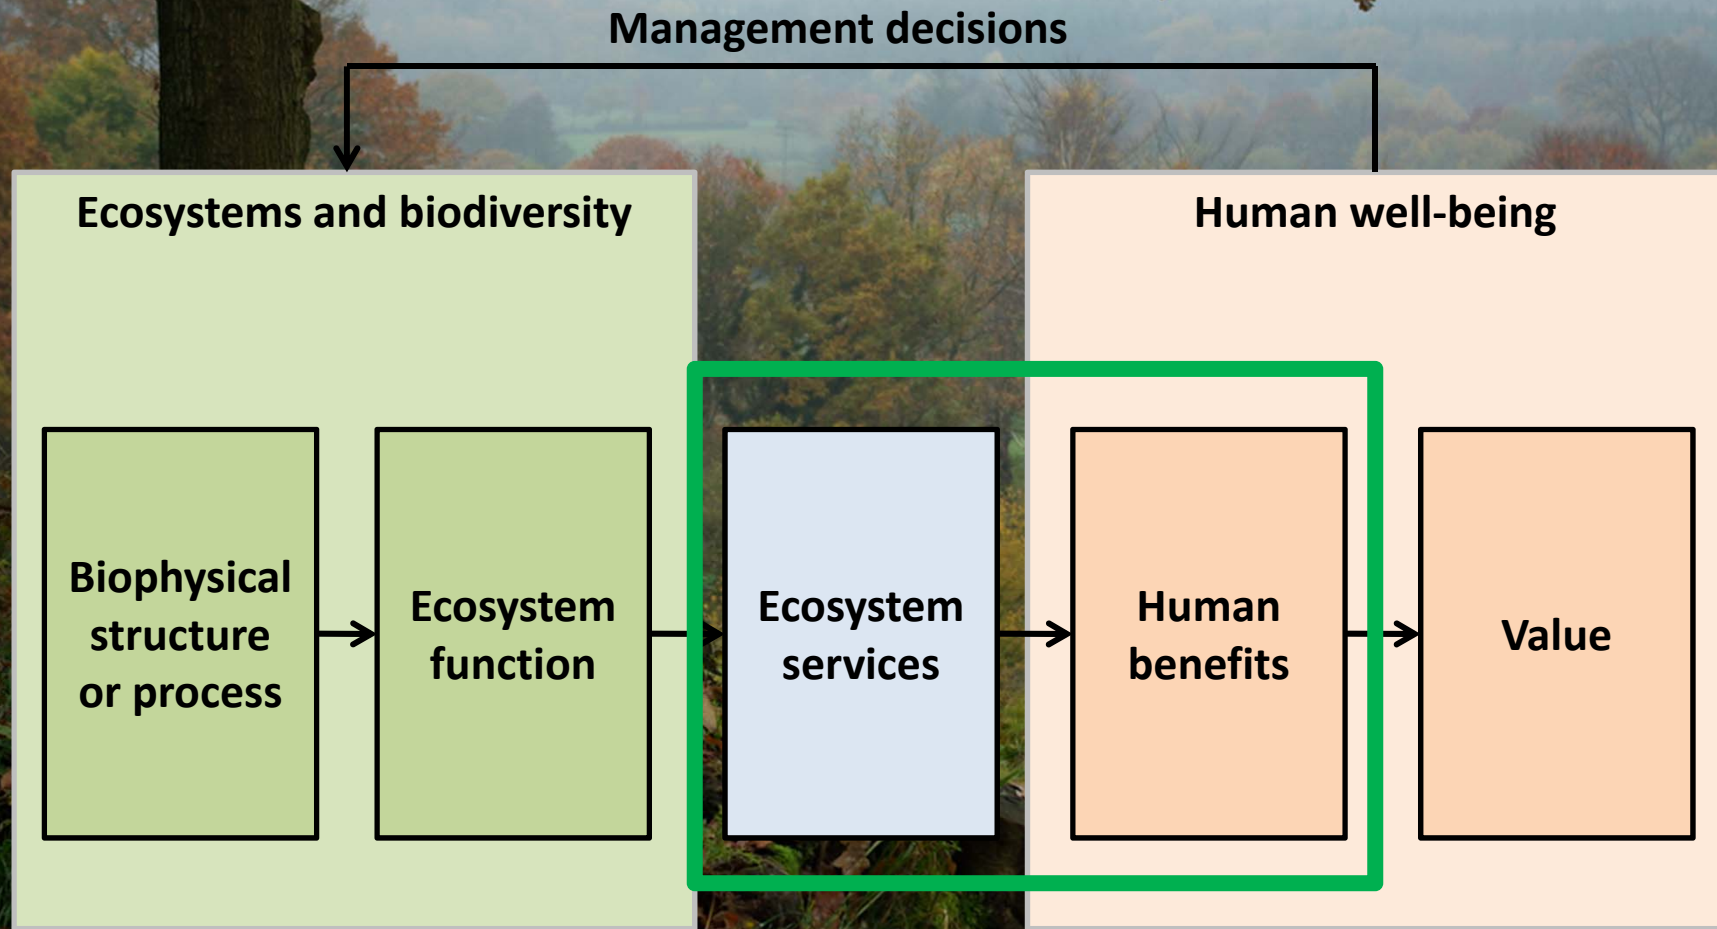 Management decisions
Ecosystems and biodiversity
Human well-being
Biophysical
structure
or process
Ecosystem
function
Ecosystem
services
Human
benefits
Value